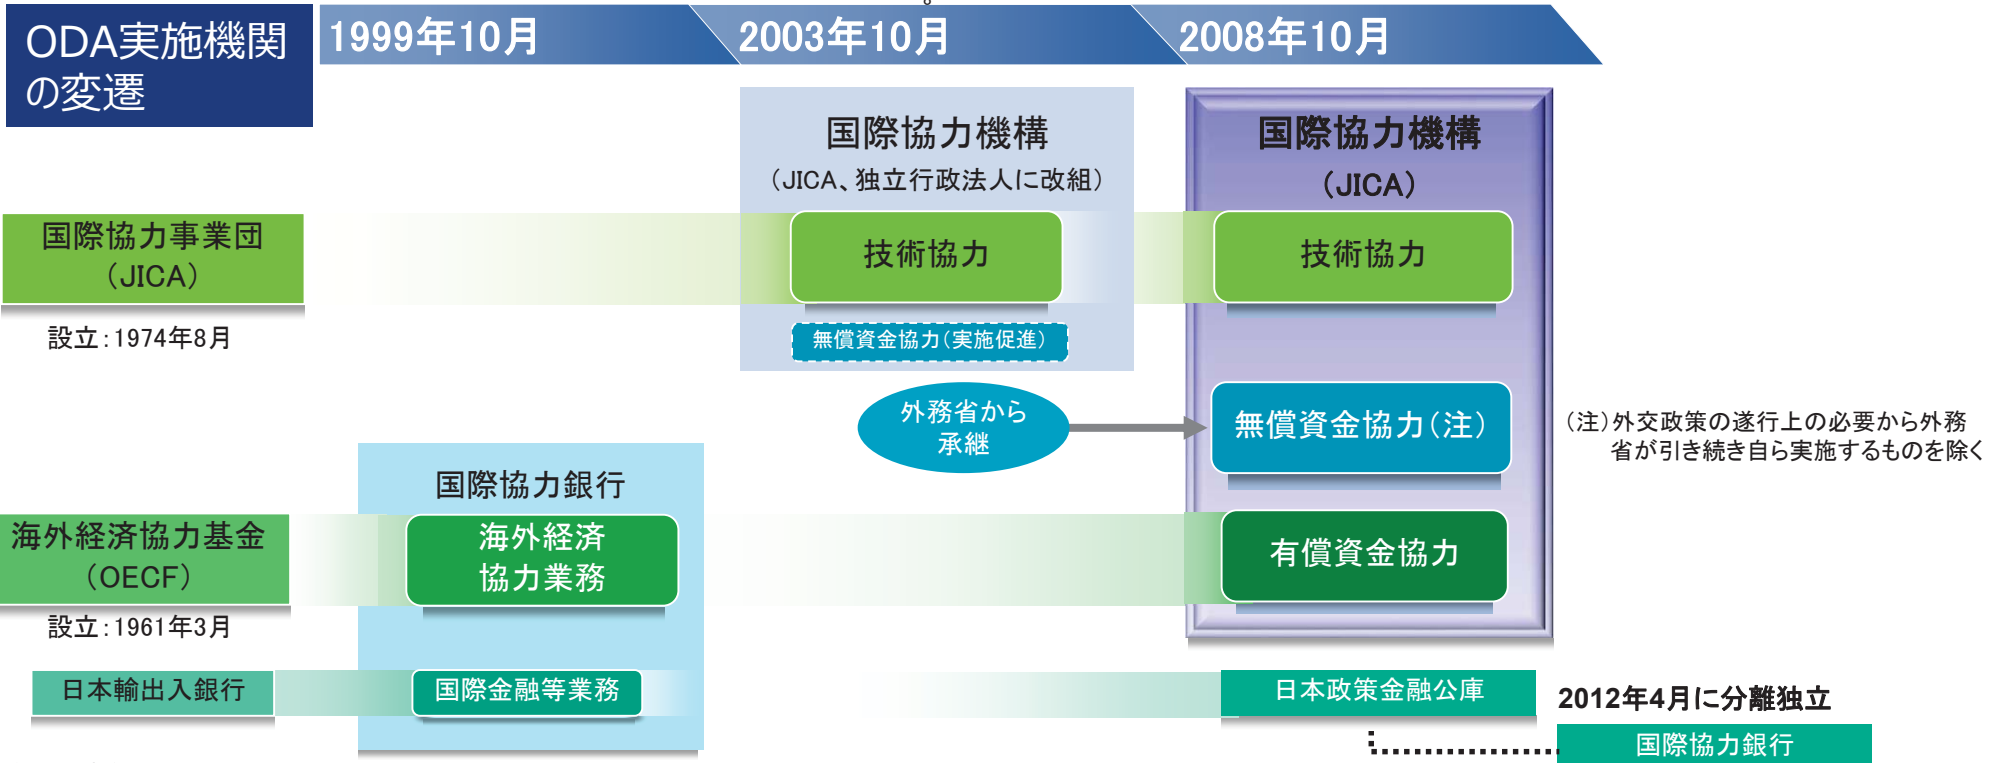 ODA実施機関
の変遷
1999年10月
2003年10月
2008年10月
国際協力機構
（JICA、独立行政法人に改組）
国際協力機構
（JICA）
国際協力事業団
（JICA）
技術協力
技術協力
設立：1974年8月
無償資金協力（実施促進）
外務省から
承継
無償資金協力（注）
（注）外交政策の遂行上の必要から外務
省が引き続き自ら実施するものを除く
国際協力銀行
海外経済協力基金
（OECF）
海外経済
協力業務
有償資金協力
設立：1961年3月
日本輸出入銀行
国際金融等業務
日本政策金融公庫
2012年4月に分離独立
国際協力銀行